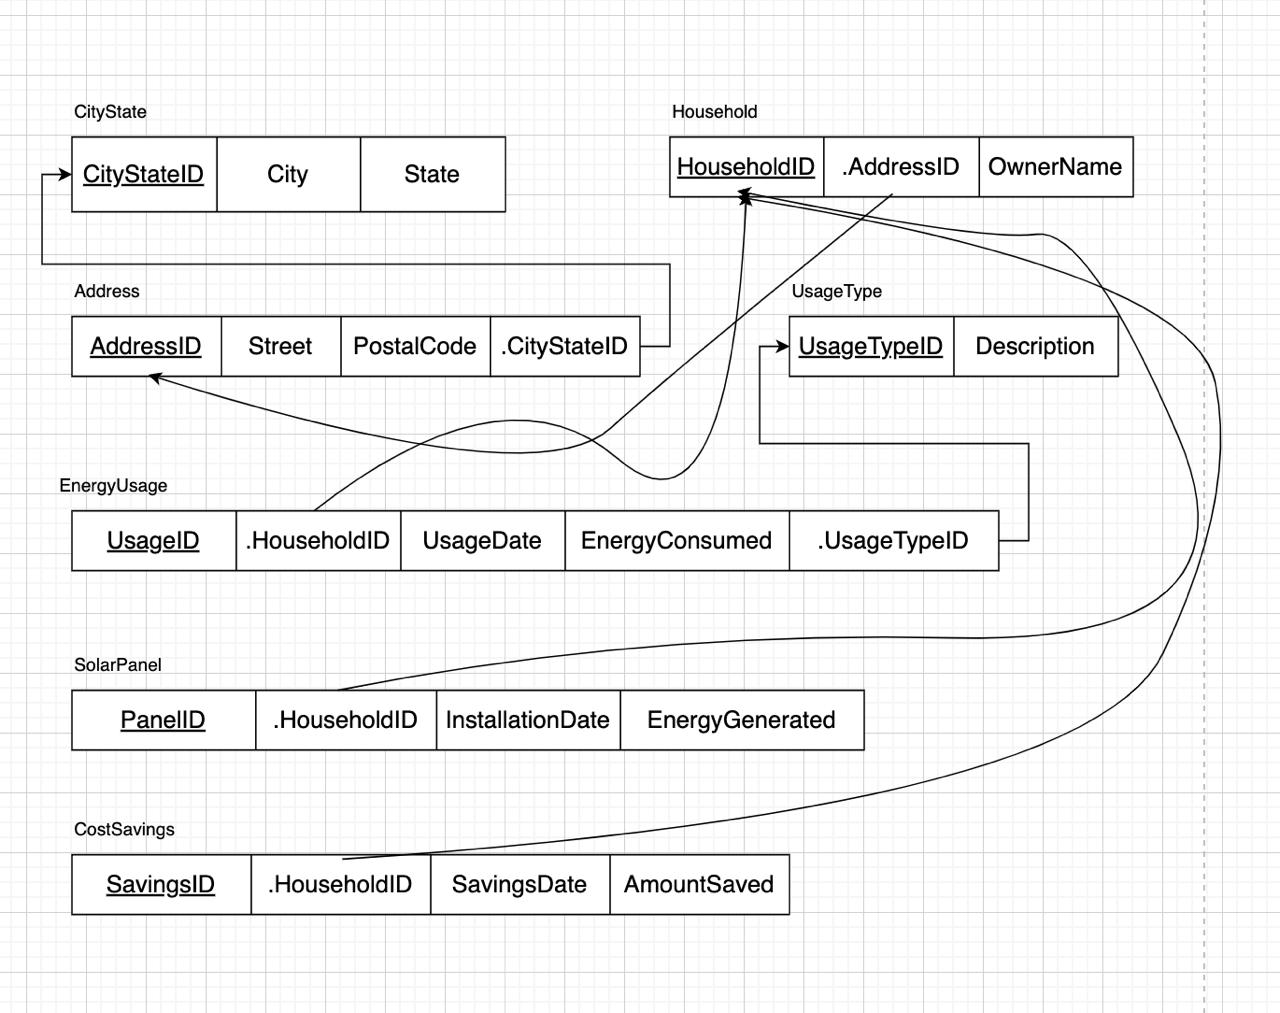 CityState
CityStateID City State
Household
HouseholdID .AddressID OwnerName
Address
AddressID Street PostalCode .CityStateID
UsageType
UsageTypeID Description
EnergyUsage
UsageID .HouseholdID UsageDate EnergyConsumed .UsageTypeID
SolarPanel
PanelID .HouseholdID InstallationDate EnergyGenerated
CostSavings
SavingsID .HouseholdID SavingsDate AmountSaved